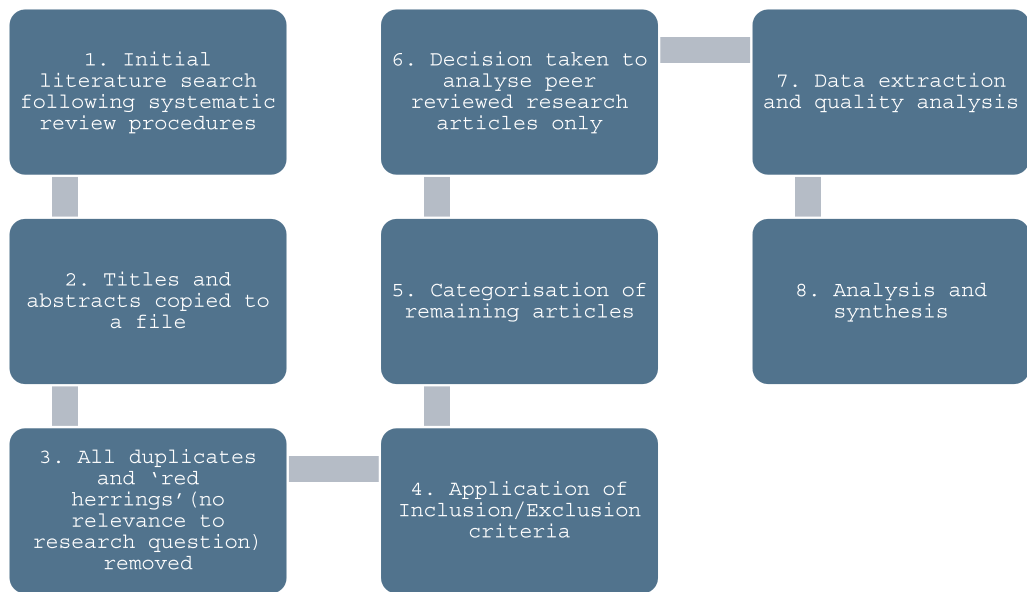 1. Initial
literature search
following systematic
review procedures
2. Titles and
abstracts copied to
a file
3. All duplicates
and ‘red
herrings’(no
relevance to
research question)
removed
4. Application of
Inclusion/Exclusion
criteria
5. Categorisation of
remaining articles
6. Decision taken to
analyse peer
reviewed research
articles only
7. Data extraction
and quality analysis
8. Analysis and
synthesis